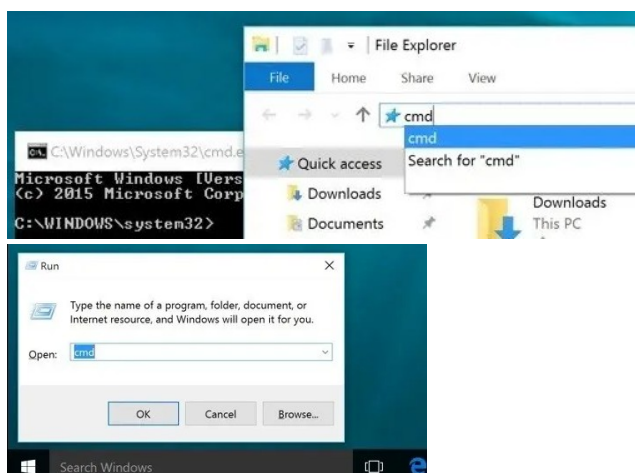 File Explorer
File Home Share View
cmd
cmd
Search for "cmd"
C:\Windows\System32\cmd.e
Microsoft Windows [Vers
(c) 2015 Microsoft Corp
C:\WINDOWS\system32>
Quick access
Downloads
Documents
Downloads
This PC
Run
Type the name of a program, folder, document, or
Internet resource, and Windows will open it for you.
Open: cmd
OK Cancel Browse...
Search Windows